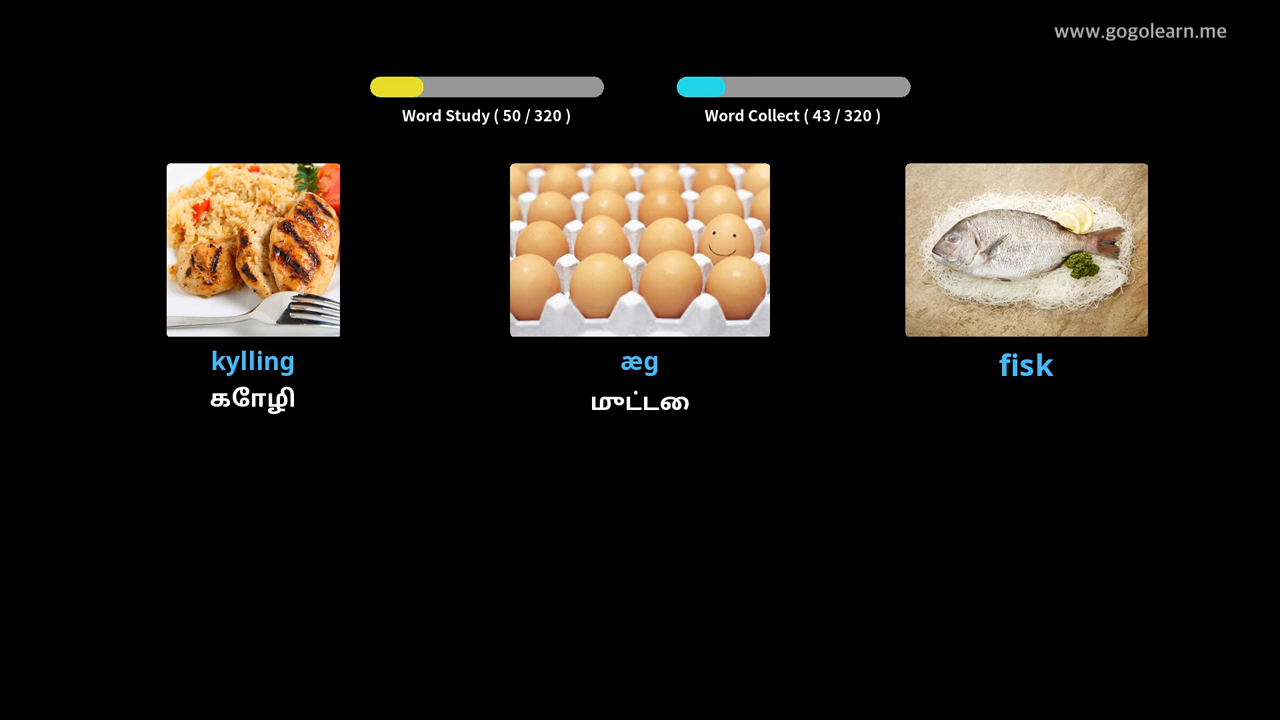 www.gogolearn.me
Word Study ( 50 / 320 )
Word Collect ( 43 / 320 )
kylling
கோழி
æg
முட்டை
fisk